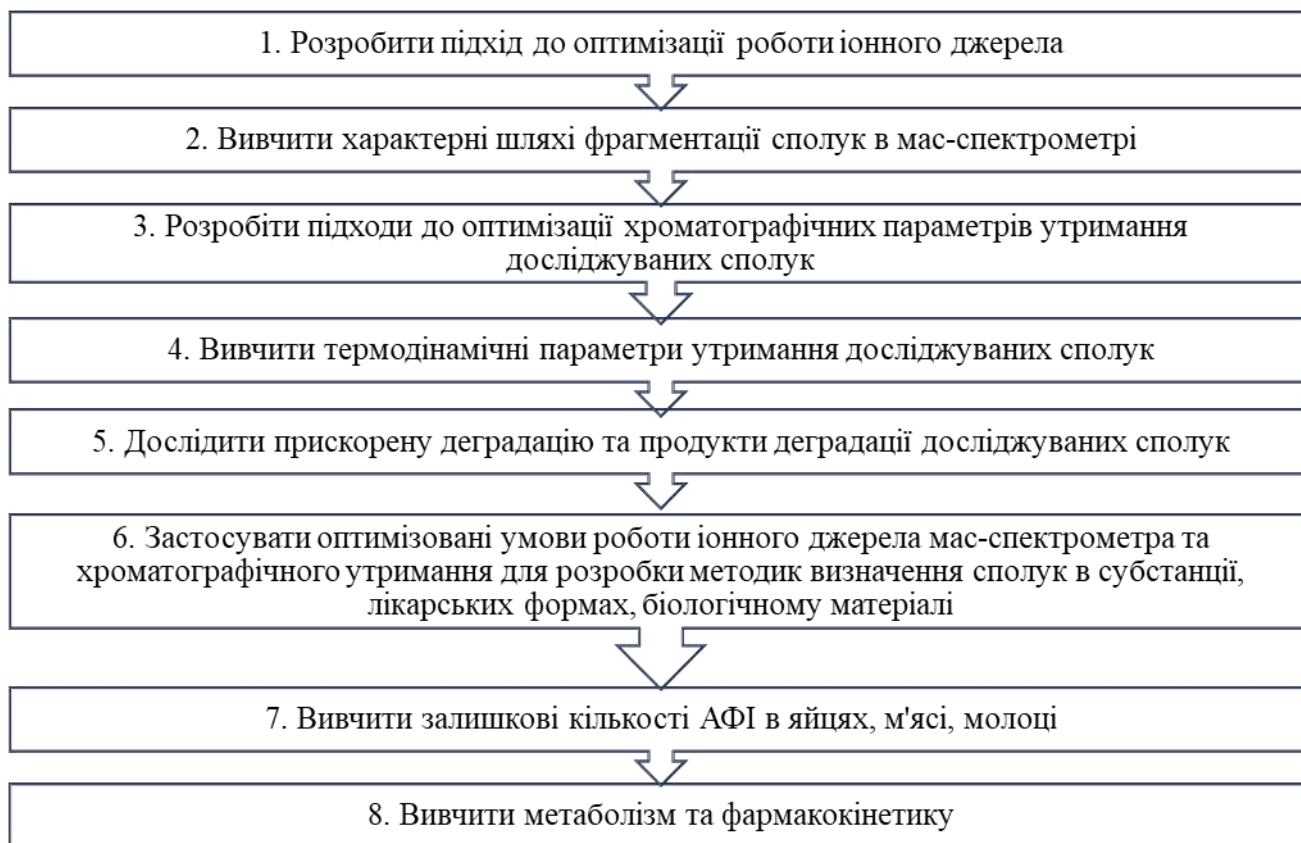 1. Розробити підхід до оптимізації роботи іонного джерела
2. Вивчити характерні шляхі фрагментації сполук в мас-спектрометрі
3. Розробіти підходи до оптимізації хроматографічних параметрів утримання
досліджуваних сполук
4. Вивчити термодінамічні параметри утримання досліджуваних сполук
5. Дослідити прискорену деградацію та продукти деградації досліджуваних сполук
6. Застосувати оптимізовані умови роботи іонного джерела мас-спектрометра та
хроматографічного утримання для розробки методик визначення сполук в субстанції,
лікарських формах, біологічному матеріалі
7. Вивчити залишкові кількості АФІ в яйцях, м'ясі, молоці
8. Вивчити метаболізм та фармакокінетику